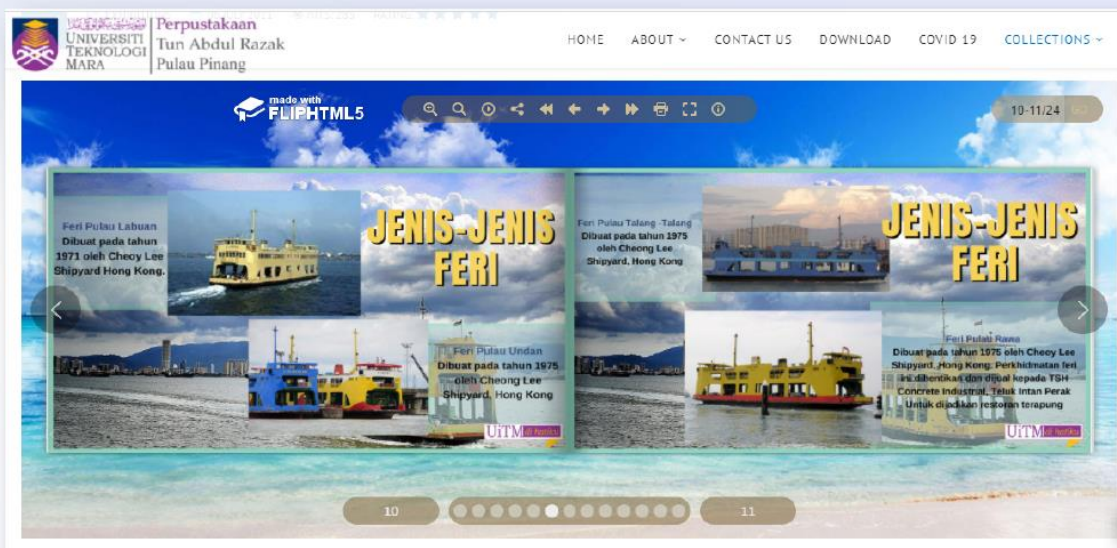 UNIVERSITI
TEKNOLOGI
MARA
Perpustakaan
Tun Abdul Razak
Pulau Pinang
HOME ABOUT CONTACT US DOWNLOAD COVID 19 COLLECTIONS
made with
FLIPHTML5
10-11/24
Feri Pulau Labuan
Dibuat pada tahun
1971 oleh Cheoy Lee
Shipyard Hong Kong.
JENIS-JENIS
FERI
Feri Pulau Undan
Dibuat pada tahun 1975
oleh Cheong Lee
Shipyard, Hong Kong
UiTM di hatiku
Feri Pulau Talang -Talang
Dibuat pada tahun 1975
oleh Cheong Lee
Shipyard, Hong Kong
JENIS-JENIS
FERI
Feri Pulau Rawa
Dibuat pada tahun 1975 oleh Cheoy Lee
Shipyard, Hong Kong. Perkhidmatan feri
ini dihentikan dan dijual kepada TSH
Concrete Industrial, Teluk Intan Perak
Untuk dijadikan restoran terapung
UiTM di hatiku
10
11